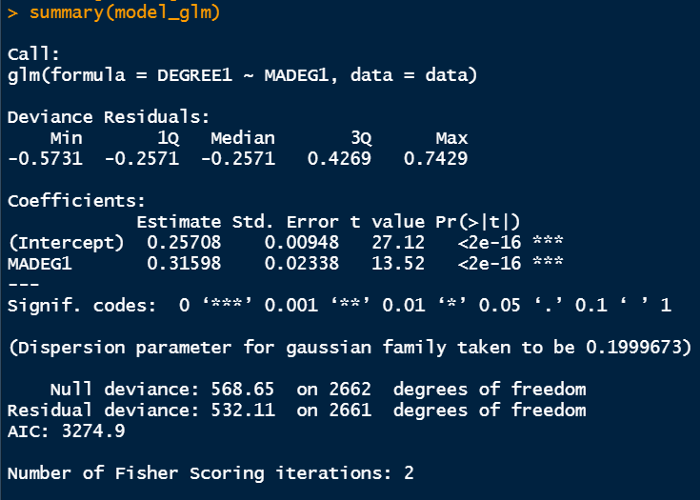 > summary(model_glm)
Call:
glm(formula = DEGREE1 ~ MADEG1, data = data)
Deviance Residuals:
    Min       1Q   Median       3Q      Max
-0.5731  -0.2571  -0.2571   0.4269   0.7429
Coefficients:
            Estimate Std. Error t value Pr(>|t|)
(Intercept)  0.25708    0.00948   27.12   <2e-16 ***
MADEG1       0.31598    0.02338   13.52   <2e-16 ***
---
Signif. codes:  0 ‘***’ 0.001 ‘**’ 0.01 ‘*’ 0.05 ‘.’ 0.1 ‘ ’ 1
(Dispersion parameter for gaussian family taken to be 0.1999673)
    Null deviance: 568.65  on 2662  degrees of freedom
Residual deviance: 532.11  on 2661  degrees of freedom
AIC: 3274.9
Number of Fisher Scoring iterations: 2